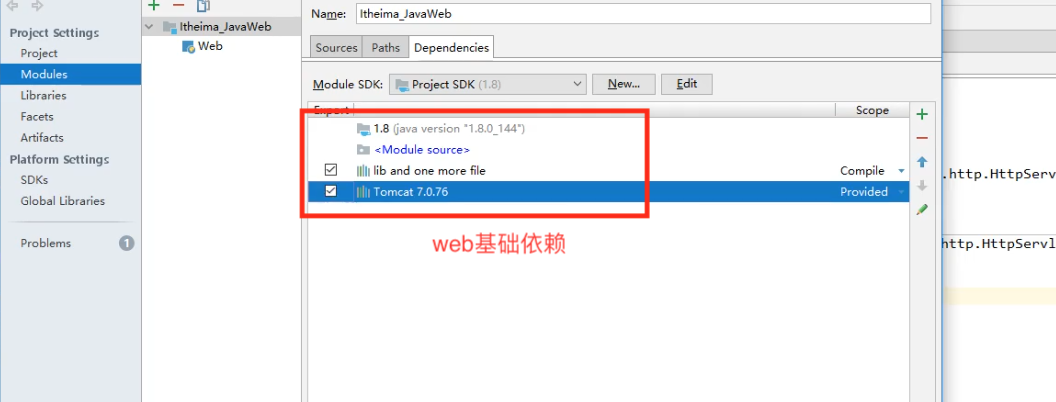 Project Settings
Project
Modules
Libraries
Facets
Artifacts
Platform Settings
SDKs
Global Libraries
Problems 1
Itheima_JavaWeb
Web
Name: Itheima_JavaWeb
Sources Paths Dependencies
Module SDK: Project SDK (1.8) New... Edit
Export Scope
1.8 (java version "1.8.0_144")
<Module source>
lib and one more file Compile
Tomcat 7.0.76 Provided
web基础依赖
.http.HttpServ
http.HttpServl